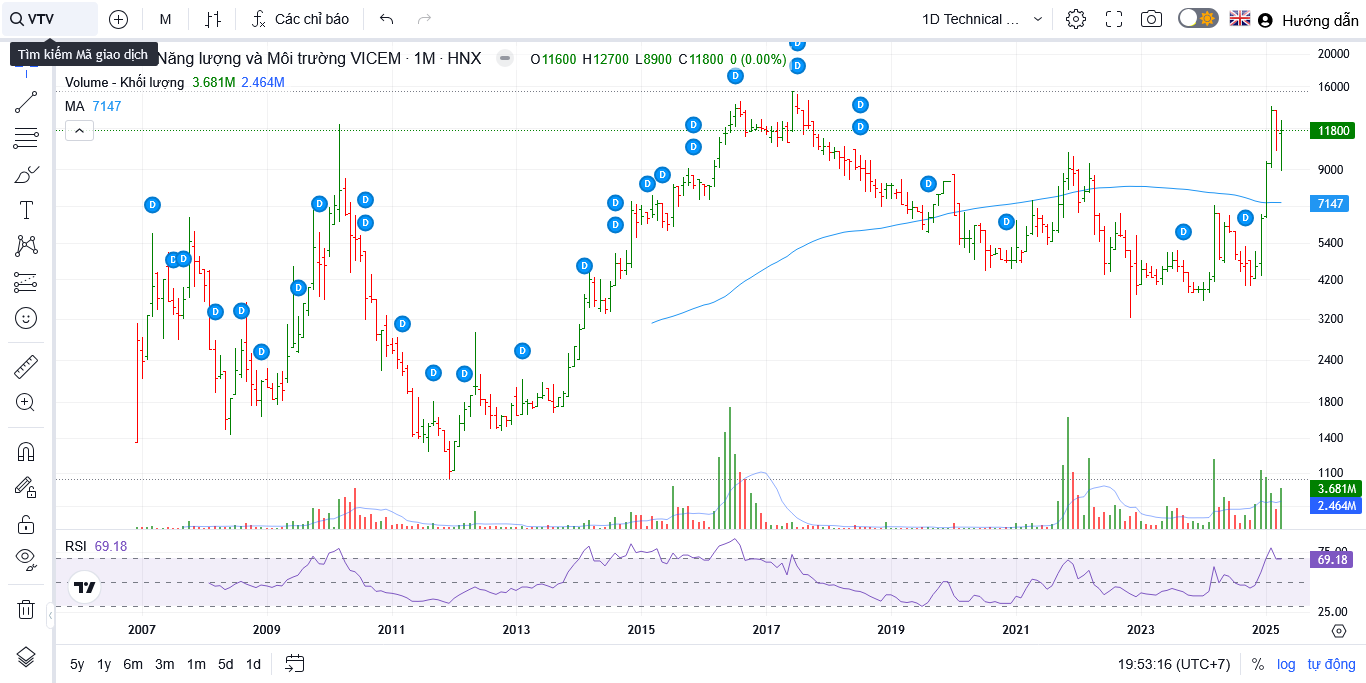 VTV M Các chỉ báo 1D Technical ... Hướng dẫn
Tìm kiếm Mã giao dịch
Năng lượng và Môi trường VICEM · 1M · HNX O11600 H12700 L8900 C11800 0 (0.00%)
Volume - Khối lượng 3.681M 2.464M
MA 7147
D D D D D D D D D D D D D D D D D D D D D D D D D D D D D D D D
20000
16000
11800
9000
7147
5400
4200
3200
2400
1800
1400
1100
3.681M
2.464M
RSI 69.18
75.00
69.18
25.00
2007 2009 2011 2013 2015 2017 2019 2021 2023 2025
5y 1y 6m 3m 1m 5d 1d 19:53:16 (UTC+7) % log tự động